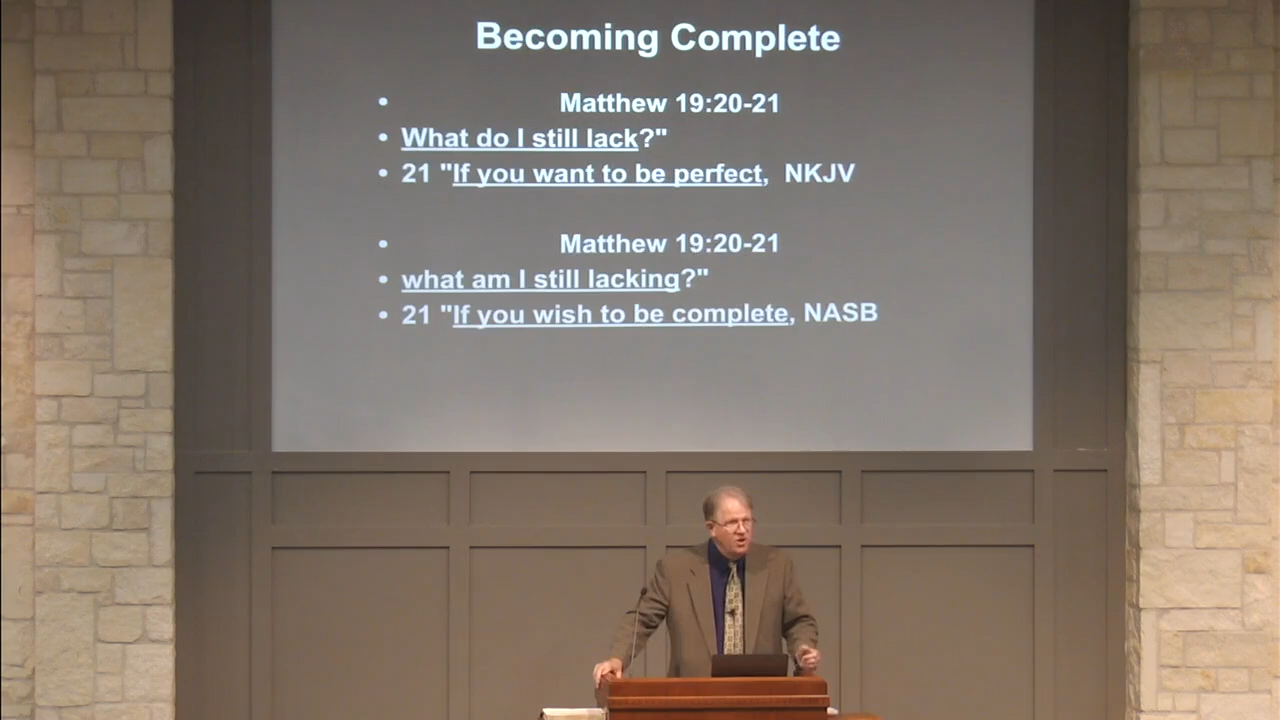 Becoming Complete
• Matthew 19:20-21
• What do I still lack?"
• 21 "If you want to be perfect, NKJV
• Matthew 19:20-21
• what am I still lacking?"
• 21 "If you wish to be complete, NASB